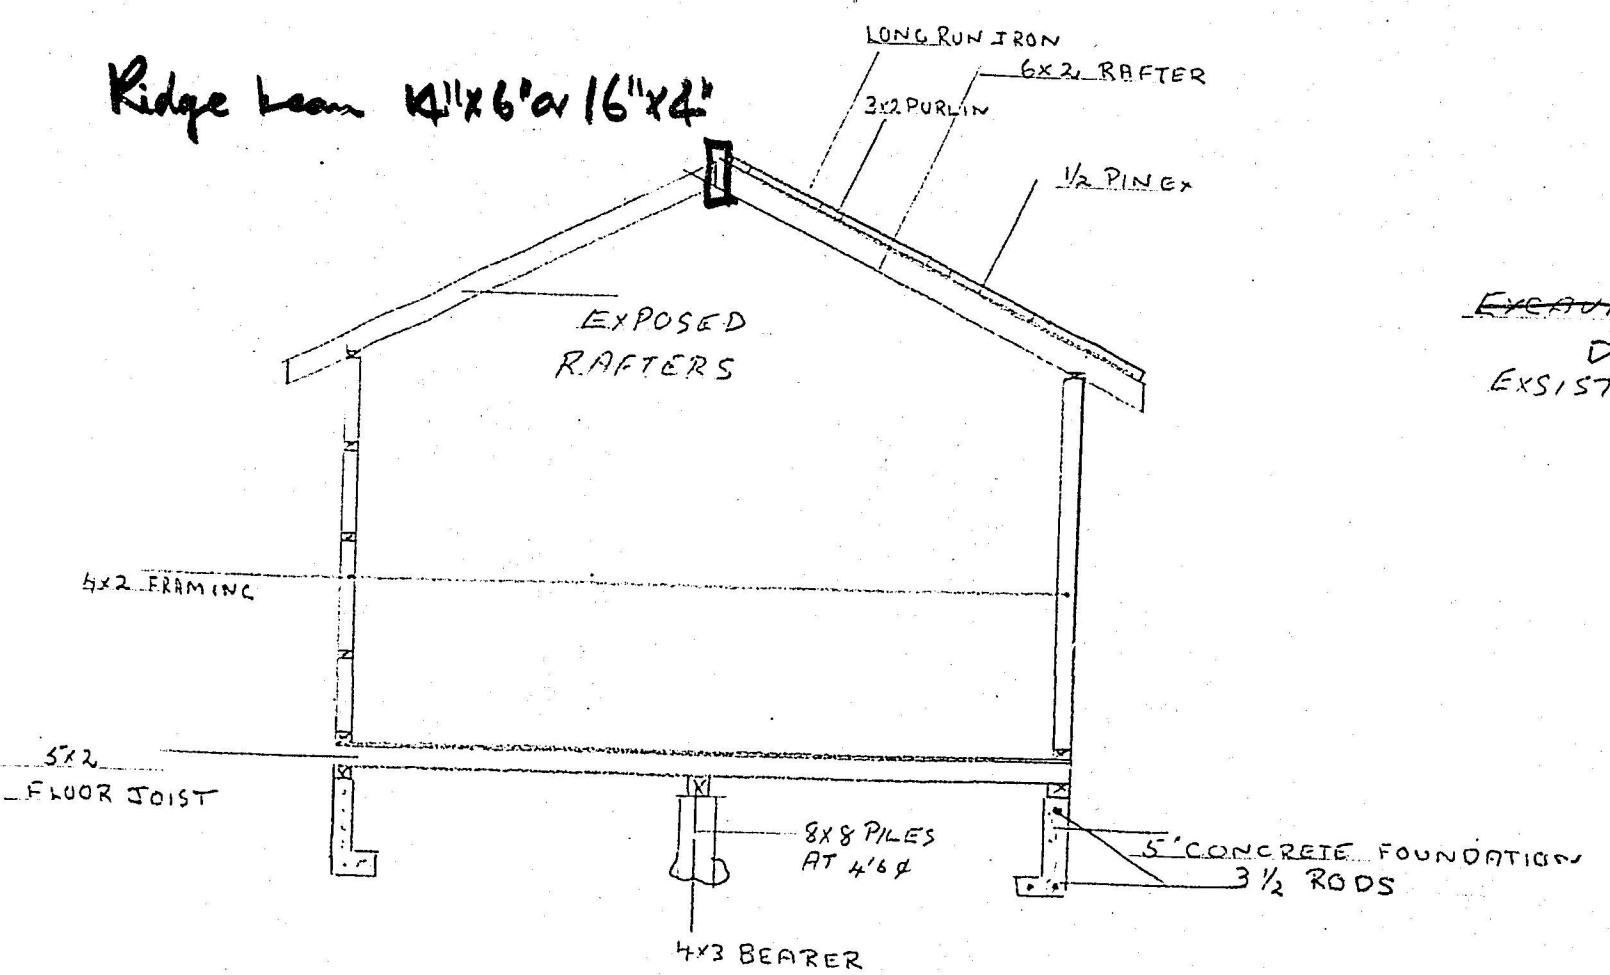 LONG RUN IRON
6x2 RAFTER
Ridge beam 14"x6" or 16"x4"
3x2 PURLIN
1/2 PINEX
EXPOSED
RAFTERS
EXSIST
4x2 FRAMING
5x2
FLOOR JOIST
8x8 PILES
AT 4'6 ¢
5" CONCRETE FOUNDATION
3 1/2 RODS
4x3 BEARER